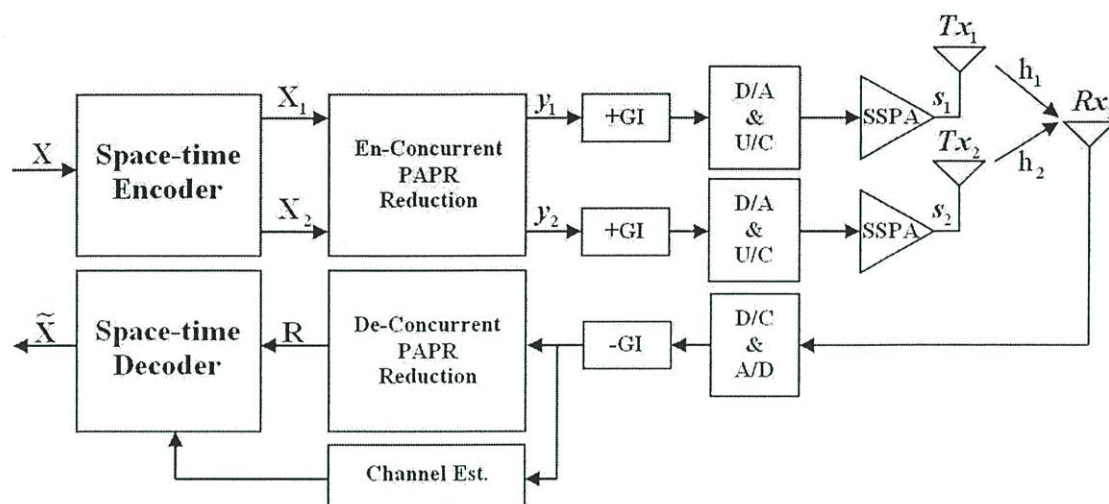 X
Space-time
Encoder
X₁
X₂
En-Concurrent
PAPR
Reduction
y₁
y₂
+GI
+GI
D/A
&
U/C
D/A
&
U/C
SSPA
SSPA
s₁
s₂
Tx₁
Tx₂
h₁
h₂
Rx
X̃
Space-time
Decoder
R
De-Concurrent
PAPR
Reduction
-GI
D/C
&
A/D
Channel Est.